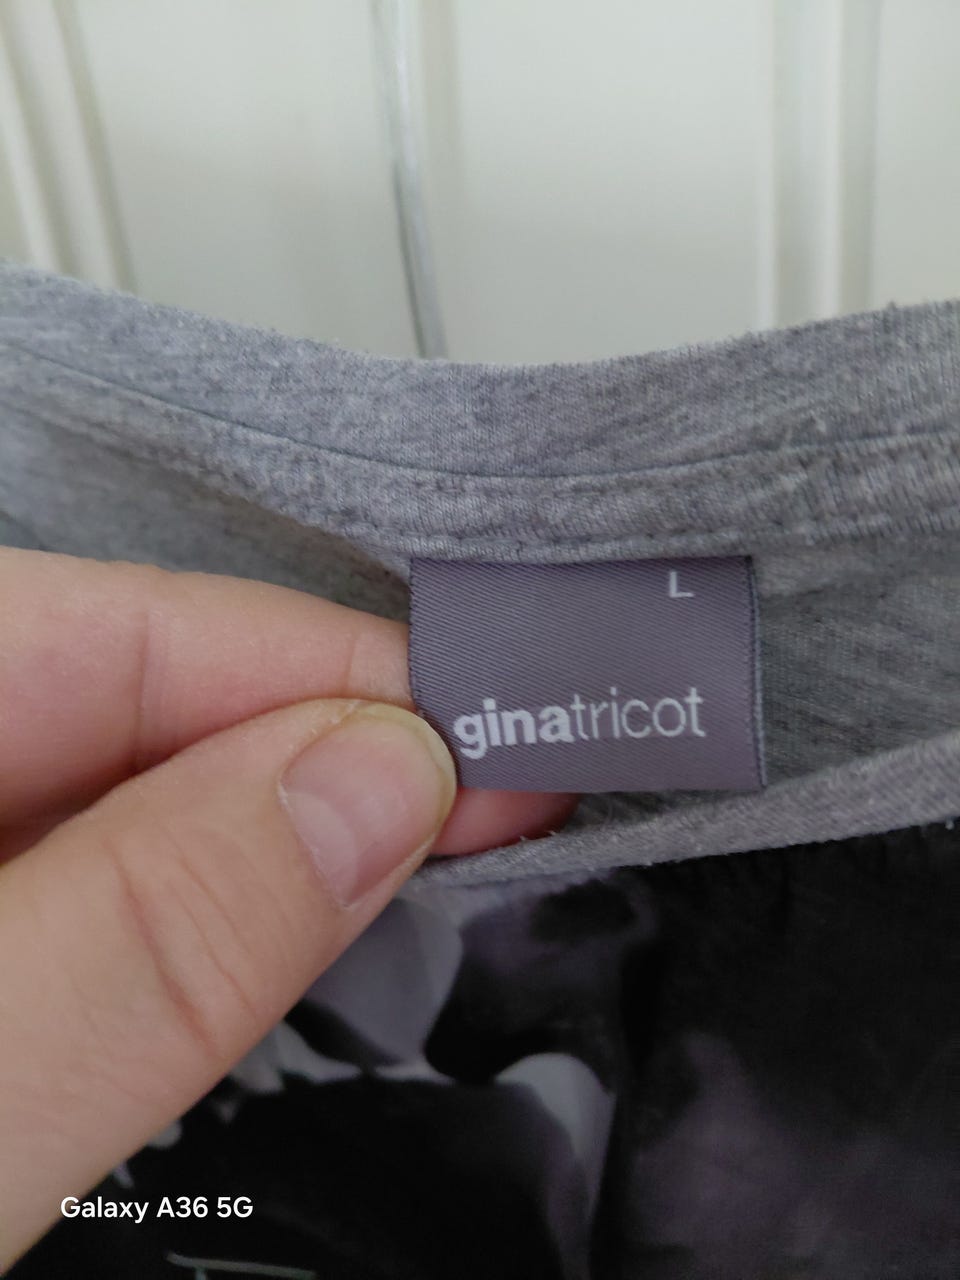 L
ginatricot
Galaxy A36 5G